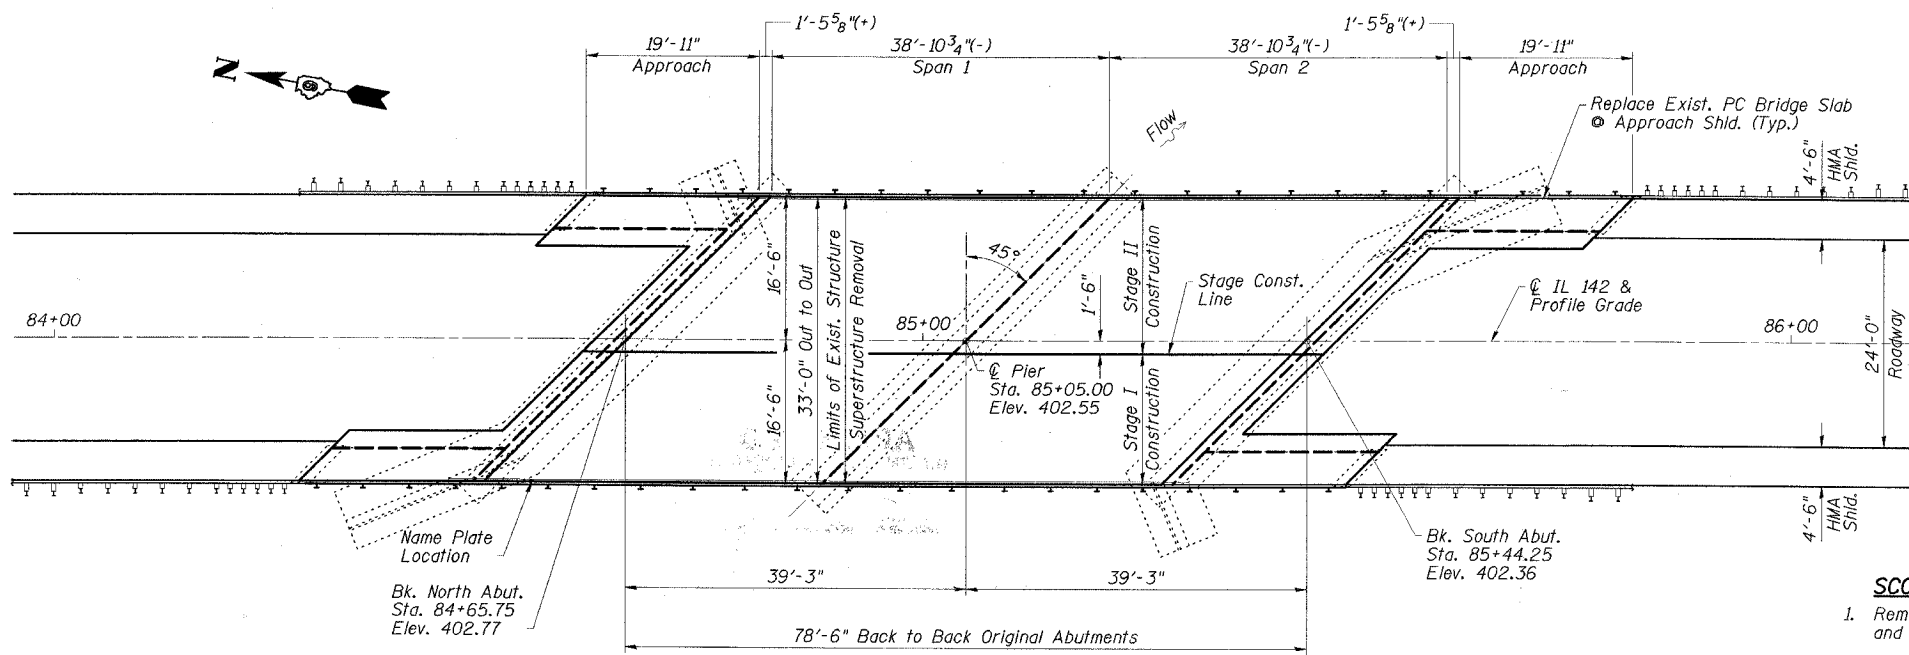 1'-5⅝"(+)
1'-5⅝"(+)
19'-11"
Approach
38'-10¾"(-)
Span 1
38'-10¾"(-)
Span 2
19'-11"
Approach
N
Flow
Replace Exist. PC Bridge Slab
@ Approach Shld. (Typ.)
4'-6"
HMA
Shld.
16'-6"
33'-0" Out to Out
Limits of Exist. Structure
Superstructure Removal
45°
1'-6"
Stage II
Construction
Stage Const.
Line
℄ IL 142 &
Profile Grade
84+00
85+00
86+00
24'-0"
Roadway
16'-6"
℄ Pier
Sta. 85+05.00
Elev. 402.55
Stage I
Construction
4'-6"
HMA
Shld.
Name Plate
Location
Bk. North Abut.
Sta. 84+65.75
Elev. 402.77
39'-3"
39'-3"
Bk. South Abut.
Sta. 85+44.25
Elev. 402.36
78'-6" Back to Back Original Abutments
1.
and